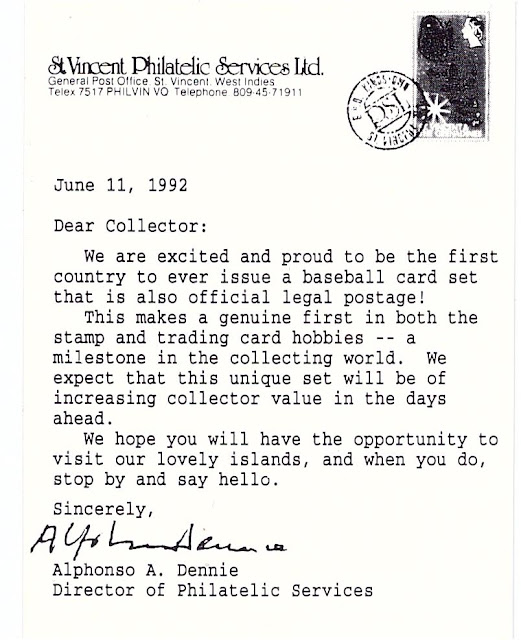 St. Vincent Philatelic Services Ltd.
General Post Office. St. Vincent. West Indies
Telex 7517 PHILVIN VQ Telephone 809-45-71911
June 11, 1992
Dear Collector:
We are excited and proud to be the first
country to ever issue a baseball card set
that is also official legal postage!
This makes a genuine first in both the
stamp and trading card hobbies -- a
milestone in the collecting world. We
expect that this unique set will be of
increasing collector value in the days
ahead.
We hope you will have the opportunity to
visit our lovely islands, and when you do,
stop by and say hello.
Sincerely,
Alphonso A. Dennie
Director of Philatelic Services